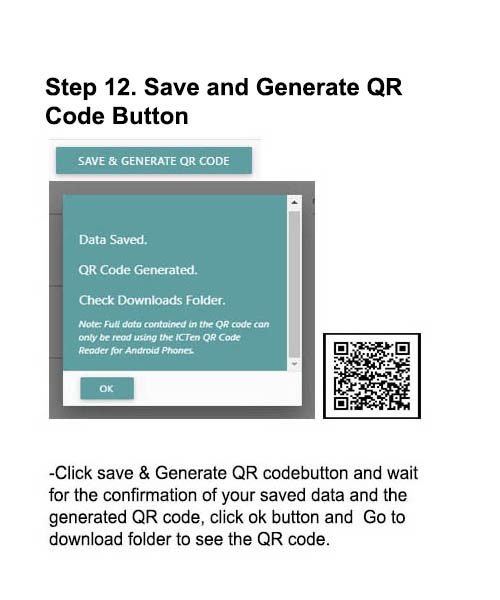 Step 12. Save and Generate QR
Code Button
SAVE & GENERATE QR CODE
Data Saved.
QR Code Generated.
Check Downloads Folder.
Note: Full data contained in the QR code can
only be read using the ICTen QR Code
Reader for Android Phones.
OK
-Click save & Generate QR codebutton and wait
for the confirmation of your saved data and the
generated QR code, click ok button and  Go to
download folder to see the QR code.